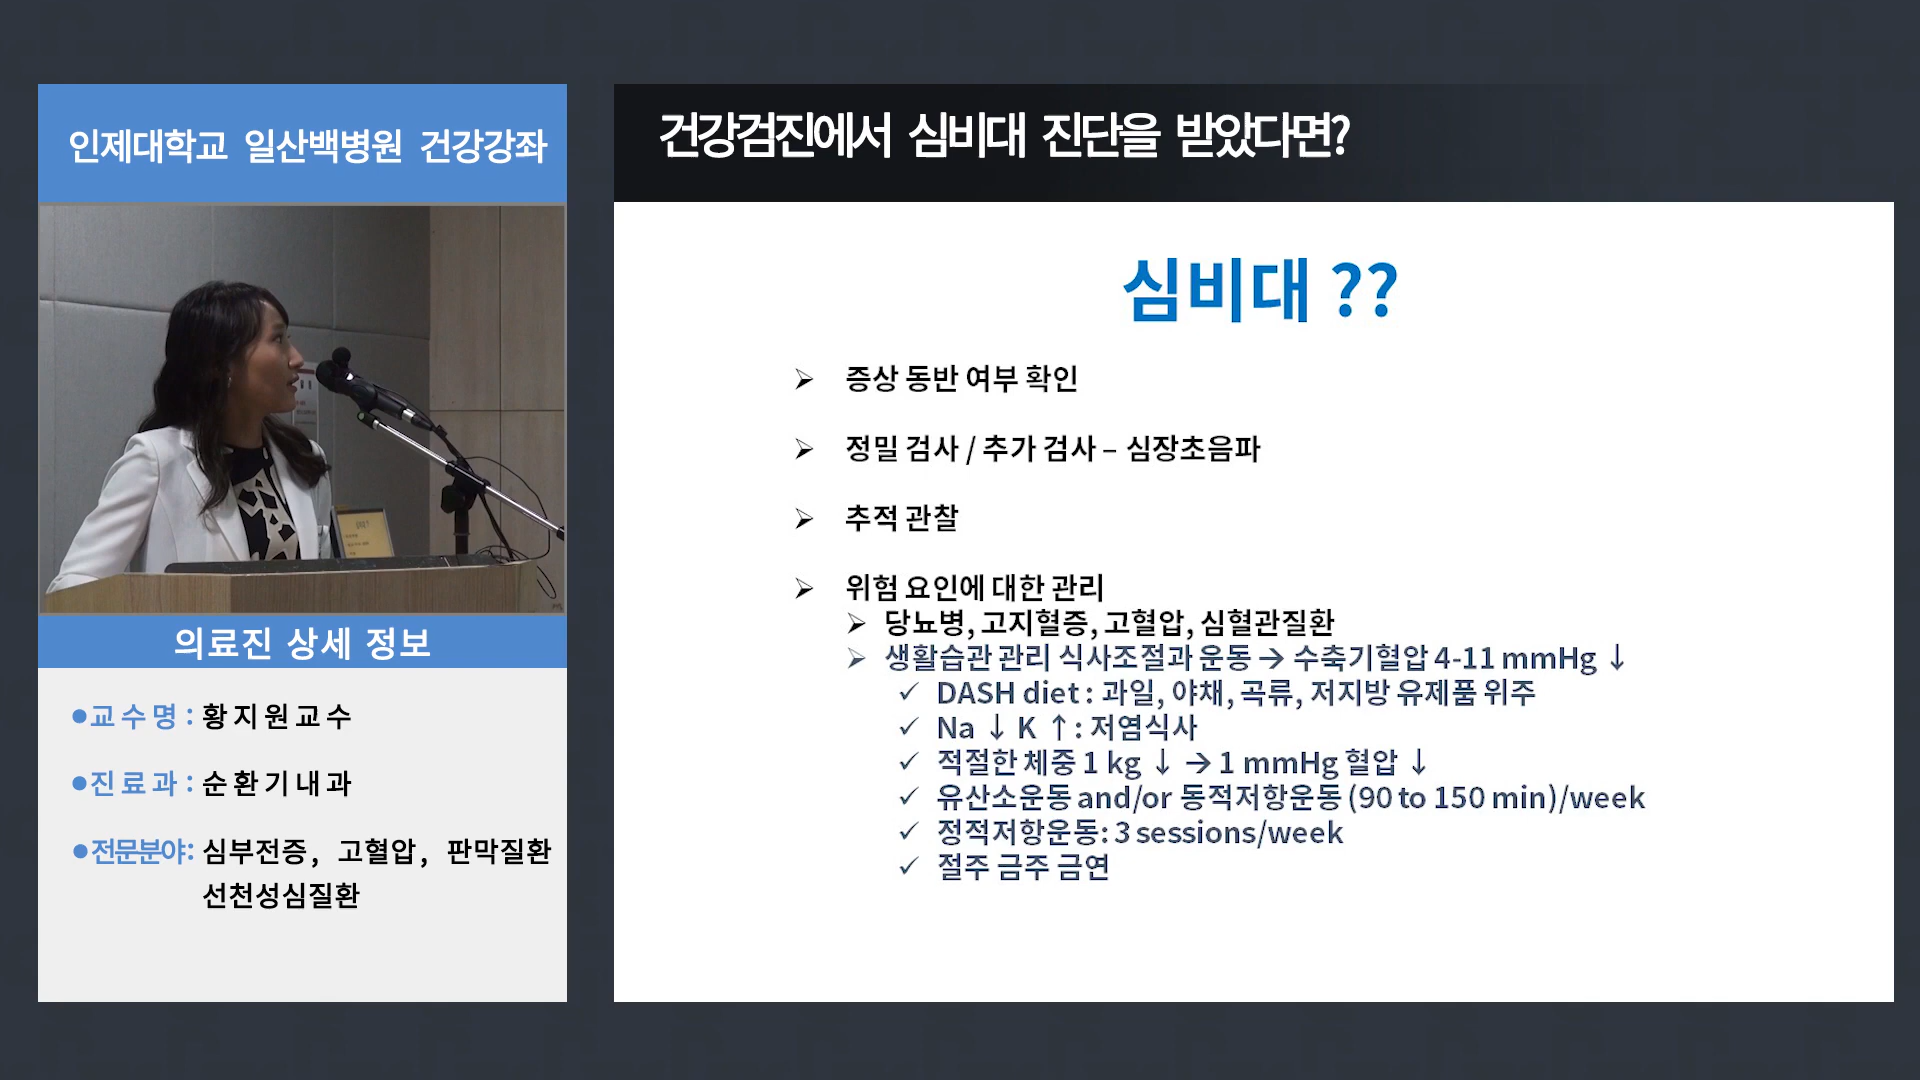 인제대학교 일산백병원 건강강좌
건강검진에서 심비대 진단을 받았다면?
의료진 상세 정보
●교수명 : 황지원교수
●진료과 : 순환기내과
●전문분야: 심부전증, 고혈압, 판막질환
선천성심질환
심비대 ??
➢ 증상 동반 여부 확인
➢ 정밀 검사 / 추가 검사 – 심장초음파
➢ 추적 관찰
➢ 위험 요인에 대한 관리
➢ 당뇨병, 고지혈증, 고혈압, 심혈관질환
➢ 생활습관 관리 식사조절과 운동 → 수축기혈압 4-11 mmHg ↓
✓ DASH diet : 과일, 야채, 곡류, 저지방 유제품 위주
✓ Na ↓ K ↑ : 저염식사
✓ 적절한 체중 1 kg ↓ → 1 mmHg 혈압 ↓
✓ 유산소운동 and/or 동적저항운동 (90 to 150 min)/week
✓ 정적저항운동: 3 sessions/week
✓ 절주 금주 금연